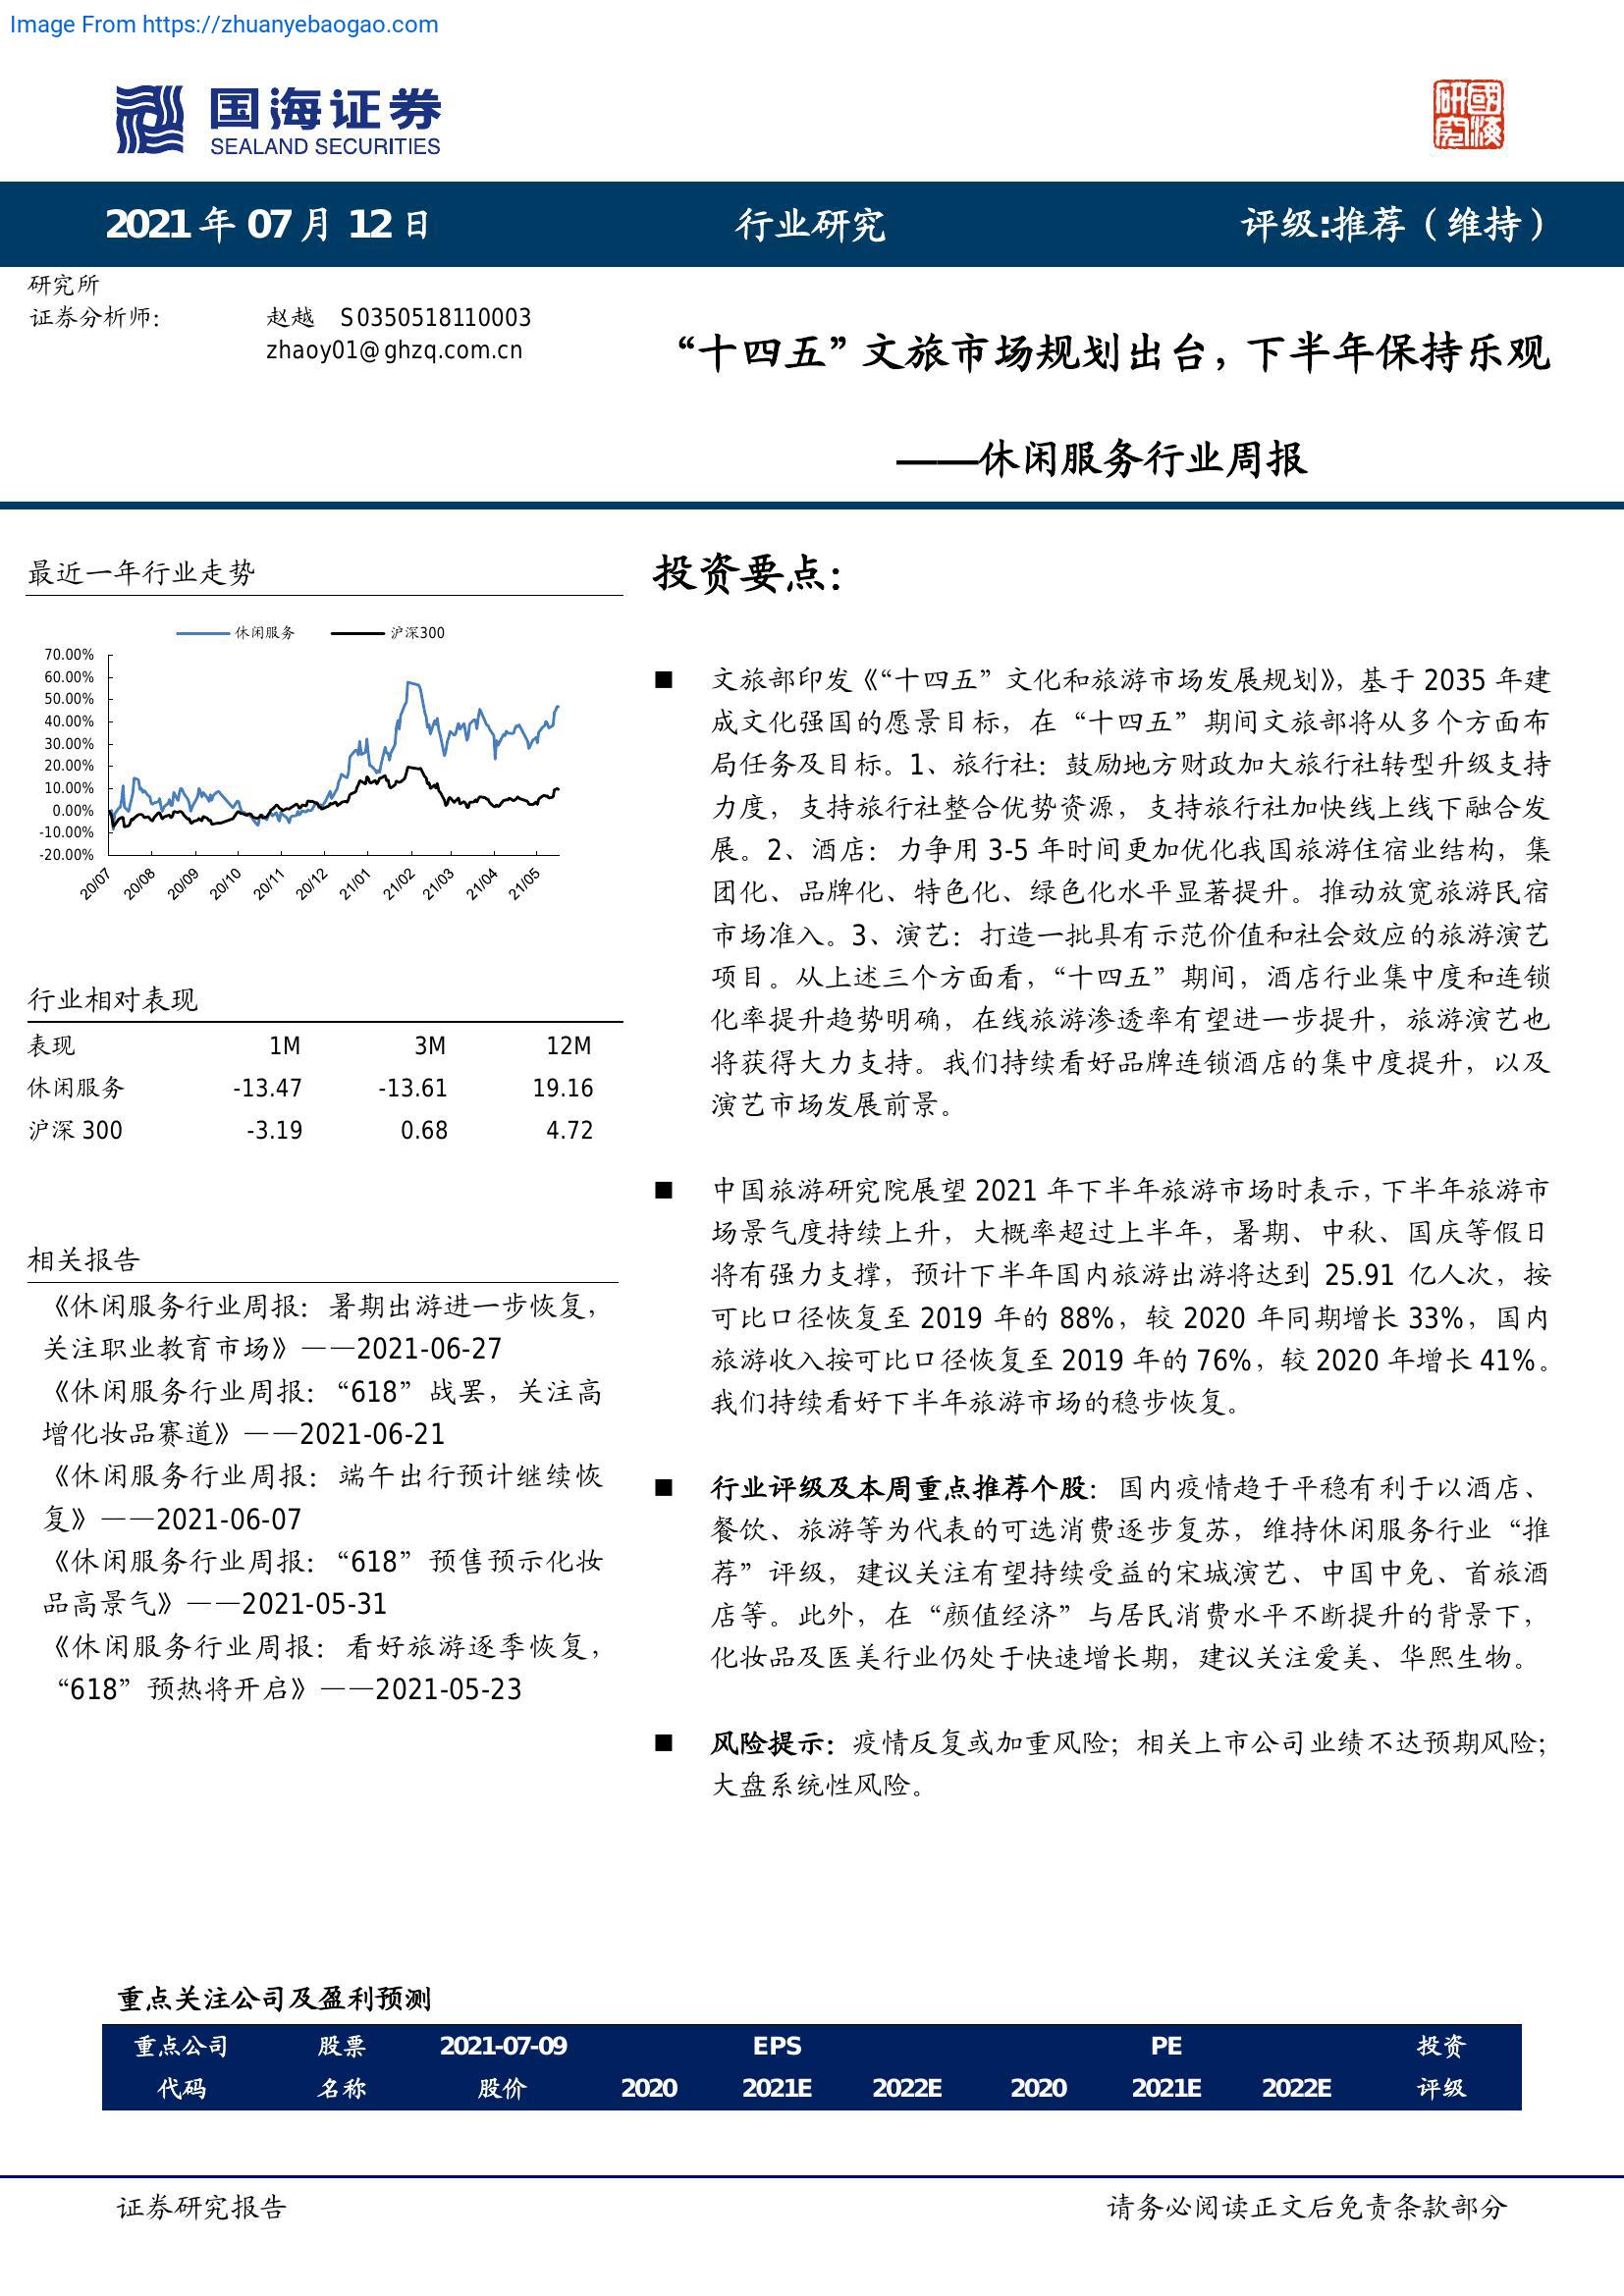 Image From https://zhuanyebaogao.com
国海证券
SEALAND SECURITIES
研國
究海
2021 年 07 月 12 日 行业研究 评级:推荐（维持）
研究所
证券分析师： 赵越 S0350518110003
zhaoy01@ghzq.com.cn
“十四五”文旅市场规划出台，下半年保持乐观
——休闲服务行业周报
最近一年行业走势
休闲服务 沪深300
70.00%
60.00%
50.00%
40.00%
30.00%
20.00%
10.00%
0.00%
-10.00%
-20.00%
20/07 20/08 20/09 20/10 20/11 20/12 21/01 21/02 21/03 21/04 21/05
行业相对表现
表现 1M 3M 12M
休闲服务 -13.47 -13.61 19.16
沪深 300 -3.19 0.68 4.72
相关报告
《休闲服务行业周报：暑期出游进一步恢复，
关注职业教育市场》——2021-06-27
《休闲服务行业周报：“618”战罢，关注高
增化妆品赛道》——2021-06-21
《休闲服务行业周报：端午出行预计继续恢
复》——2021-06-07
《休闲服务行业周报：“618”预售预示化妆
品高景气》——2021-05-31
《休闲服务行业周报：看好旅游逐季恢复，
“618”预热将开启》——2021-05-23
投资要点：
■ 文旅部印发《“十四五”文化和旅游市场发展规划》，基于 2035 年建
成文化强国的愿景目标，在“十四五”期间文旅部将从多个方面布
局任务及目标。1、旅行社：鼓励地方财政加大旅行社转型升级支持
力度，支持旅行社整合优势资源，支持旅行社加快线上线下融合发
展。2、酒店：力争用 3-5 年时间更加优化我国旅游住宿业结构，集
团化、品牌化、特色化、绿色化水平显著提升。推动放宽旅游民宿
市场准入。3、演艺：打造一批具有示范价值和社会效应的旅游演艺
项目。从上述三个方面看，“十四五”期间，酒店行业集中度和连锁
化率提升趋势明确，在线旅游渗透率有望进一步提升，旅游演艺也
将获得大力支持。我们持续看好品牌连锁酒店的集中度提升，以及
演艺市场发展前景。
■ 中国旅游研究院展望 2021 年下半年旅游市场时表示，下半年旅游市
场景气度持续上升，大概率超过上半年，暑期、中秋、国庆等假日
将有强力支撑，预计下半年国内旅游出游将达到 25.91 亿人次，按
可比口径恢复至 2019 年的 88%，较 2020 年同期增长 33%，国内
旅游收入按可比口径恢复至 2019 年的 76%，较 2020 年增长 41%。
我们持续看好下半年旅游市场的稳步恢复。
■ 行业评级及本周重点推荐个股：国内疫情趋于平稳有利于以酒店、
餐饮、旅游等为代表的可选消费逐步复苏，维持休闲服务行业“推
荐”评级，建议关注有望持续受益的宋城演艺、中国中免、首旅酒
店等。此外，在“颜值经济”与居民消费水平不断提升的背景下，
化妆品及医美行业仍处于快速增长期，建议关注爱美、华熙生物。
■ 风险提示：疫情反复或加重风险；相关上市公司业绩不达预期风险；
大盘系统性风险。
重点关注公司及盈利预测
重点公司 股票 2021-07-09 EPS PE 投资
代码 名称 股价 2020 2021E 2022E 2020 2021E 2022E 评级
证券研究报告 请务必阅读正文后免责条款部分